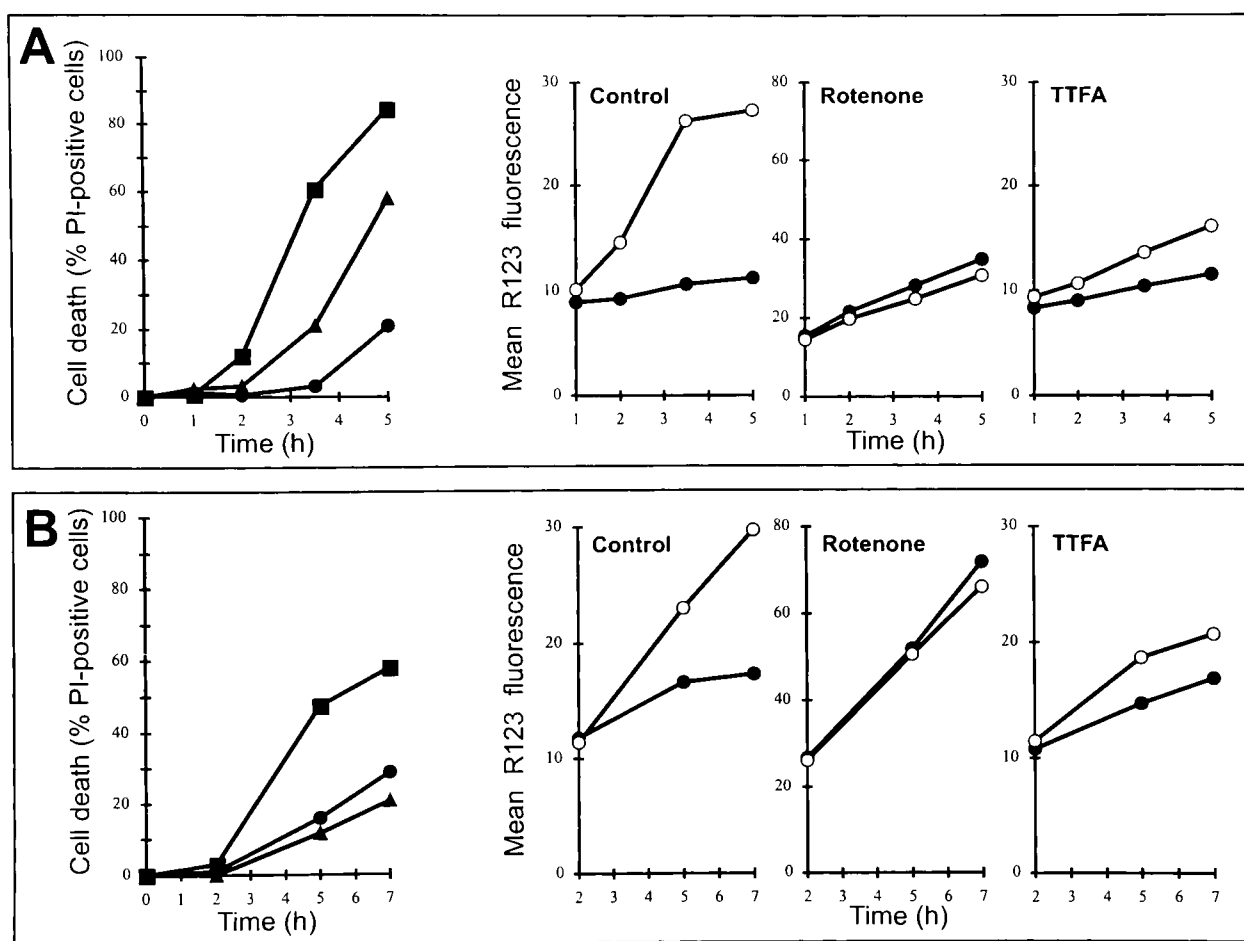 A
Cell death (% PI-positive cells)
100
80
60
40
20
0
0 1 2 3 4 5
Time (h)
Mean R123 fluorescence
Control
30
20
10
0
1 2 3 4 5
Rotenone
80
60
40
20
0
1 2 3 4 5
Time (h)
TTFA
30
20
10
0
1 2 3 4 5
B
Cell death (% PI-positive cells)
100
80
60
40
20
0
0 1 2 3 4 5 6 7
Time (h)
Mean R123 fluorescence
Control
30
20
10
0
2 3 4 5 6 7
Rotenone
80
60
40
20
0
2 3 4 5 6 7
Time (h)
TTFA
30
20
10
0
2 3 4 5 6 7